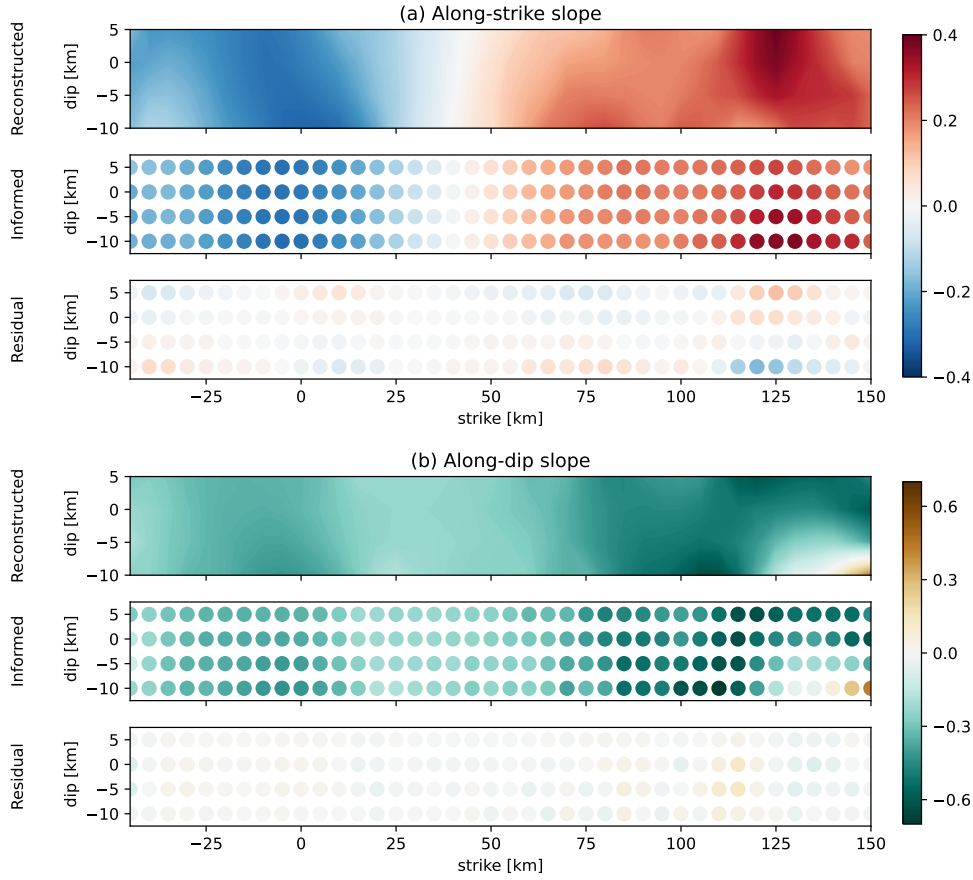 (a) Along-strike slope
Reconstructed
dip [km]
5
0
−5
−10
Informed
dip [km]
5
0
−5
−10
Residual
dip [km]
5
0
−5
−10
−25 0 25 50 75 100 125 150
strike [km]
0.4
0.2
0.0
−0.2
−0.4
(b) Along-dip slope
Reconstructed
dip [km]
5
0
−5
−10
Informed
dip [km]
5
0
−5
−10
Residual
dip [km]
5
0
−5
−10
−25 0 25 50 75 100 125 150
strike [km]
0.6
0.3
0.0
−0.3
−0.6